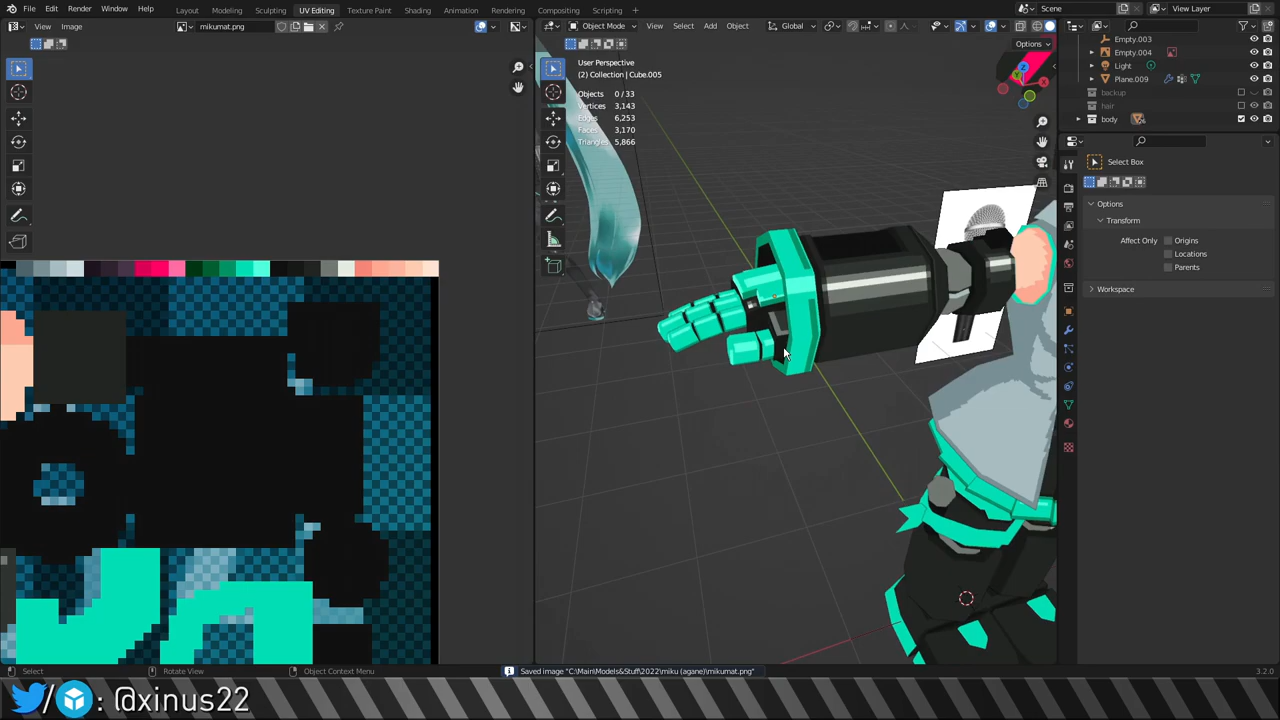 File Edit Render Window Help Layout Modeling Sculpting UV Editing Texture Paint Shading Animation Rendering Compositing Geometry Nodes Scripting Scene View Layer
View Image mikumat.png Object Mode View Select Add Object Global
Options
User Perspective
(2) Collection | Cube.005
Objects 0 / 33
Vertices 3,143
Edges 6,253
Faces 3,170
Triangles 5,866
Empty.003
Empty.004
Light
Plane.009
backup
hair
body
Select Box
Options
Transform
Affect Only Origins
Locations
Parents
Workspace
Select Rotate View Object Context Menu Saved image "C:\Main\Models&Stuff\2022\miku (agane)\mikumat.png" 3.2.0
/ : @xinus22